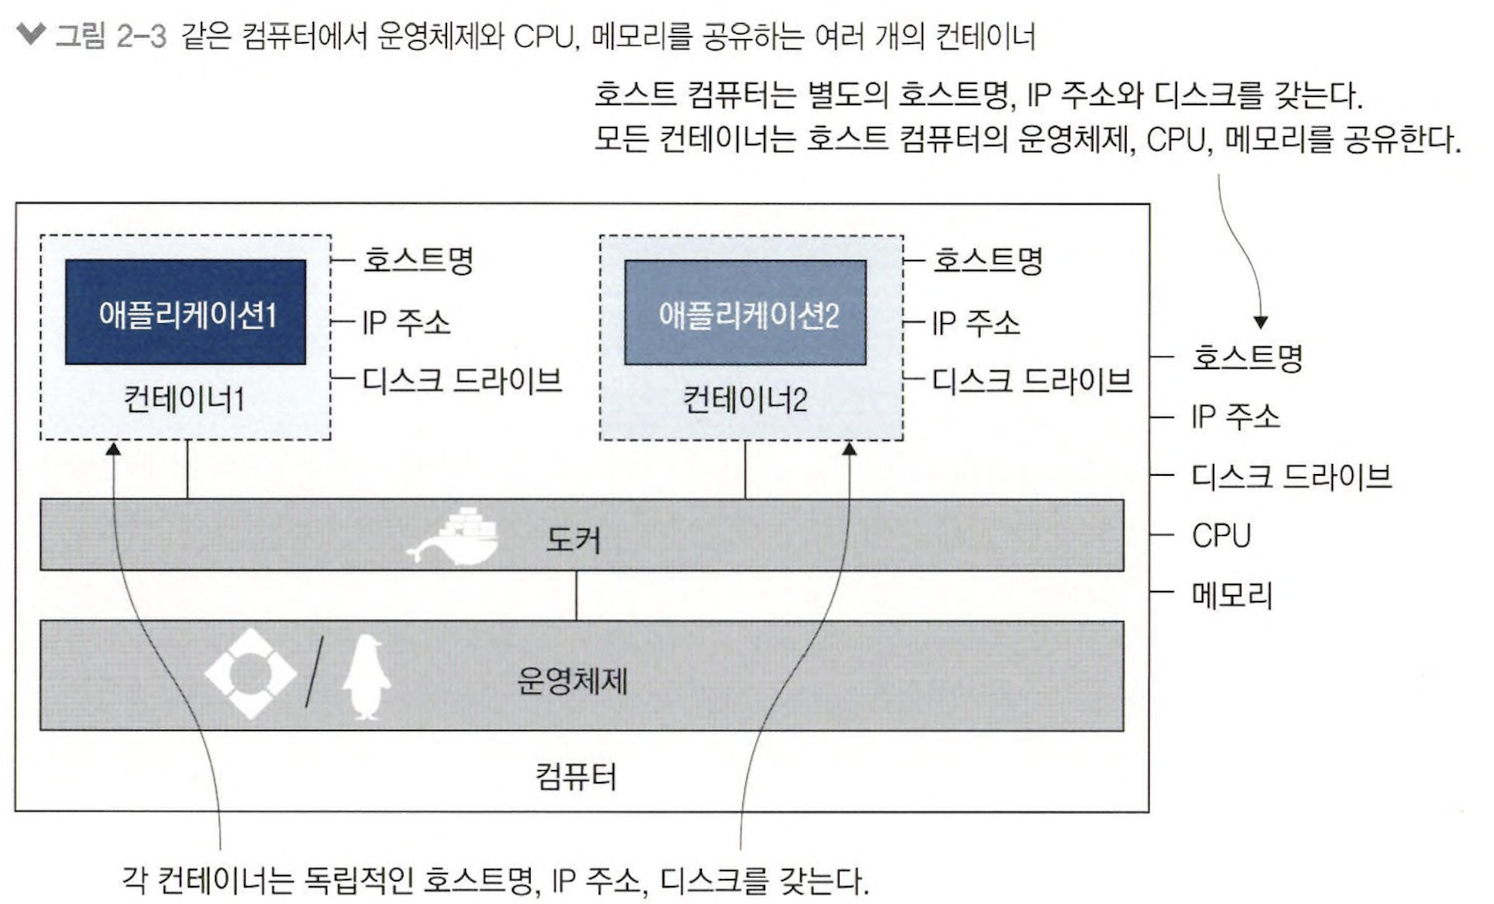 그림 2-3 같은 컴퓨터에서 운영체제와 CPU, 메모리를 공유하는 여러 개의 컨테이너
호스트 컴퓨터는 별도의 호스트명, IP 주소와 디스크를 갖는다.
모든 컨테이너는 호스트 컴퓨터의 운영체제, CPU, 메모리를 공유한다.
애플리케이션1
컨테이너1
호스트명
IP 주소
디스크 드라이브
애플리케이션2
컨테이너2
호스트명
IP 주소
디스크 드라이브
호스트명
IP 주소
디스크 드라이브
CPU
메모리
도커
/
운영체제
컴퓨터
각 컨테이너는 독립적인 호스트명, IP 주소, 디스크를 갖는다.